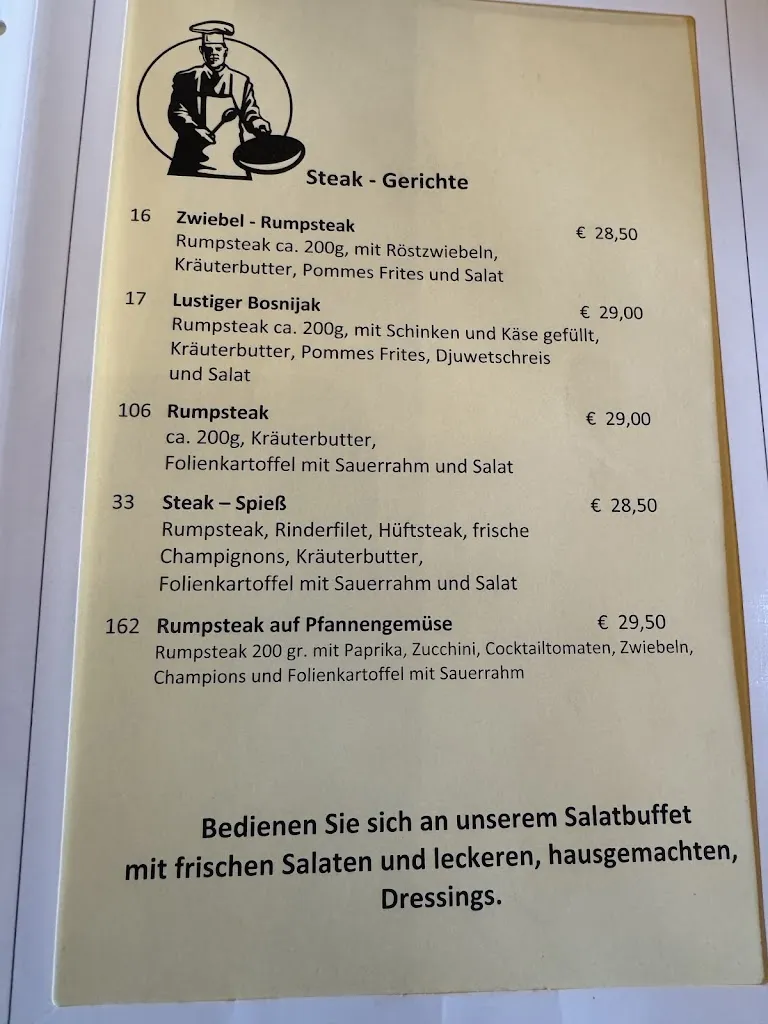 Steak - Gerichte
16 Zwiebel - Rumpsteak € 28,50
Rumpsteak ca. 200g, mit Röstzwiebeln,
Kräuterbutter, Pommes Frites und Salat
17 Lustiger Bosnijak € 29,00
Rumpsteak ca. 200g, mit Schinken und Käse gefüllt,
Kräuterbutter, Pommes Frites, Djuwetschreis
und Salat
106 Rumpsteak € 29,00
ca. 200g, Kräuterbutter,
Folienkartoffel mit Sauerrahm und Salat
33 Steak – Spieß € 28,50
Rumpsteak, Rinderfilet, Hüftsteak, frische
Champignons, Kräuterbutter,
Folienkartoffel mit Sauerrahm und Salat
162 Rumpsteak auf Pfannengemüse € 29,50
Rumpsteak 200 gr. mit Paprika, Zucchini, Cocktailtomaten, Zwiebeln,
Champions und Folienkartoffel mit Sauerrahm
Bedienen Sie sich an unserem Salatbuffet
mit frischen Salaten und leckeren, hausgemachten,
Dressings.